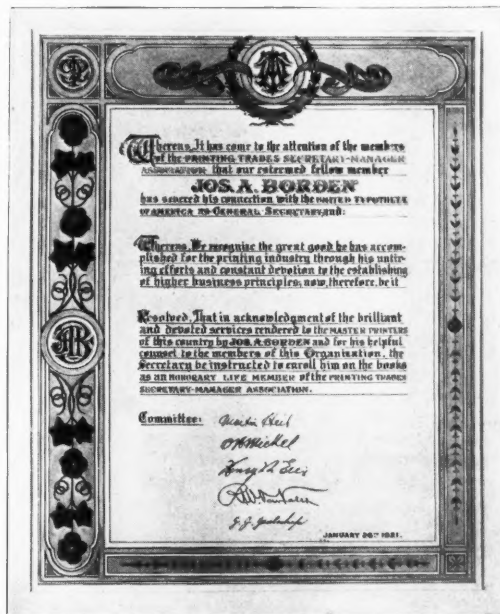 Whereas, It has come to the attention of the members
of the PRINTING TRADES SECRETARY-MANAGER
ASSOCIATION that our esteemed fellow member
JOS. A. BORDEN
has severed his connection with the UNITED TYPOTHETÆ
OF AMERICA as GENERAL SECRETARY, and:
Whereas, We recognize the great good he has accom-
plished for the printing industry through his untir-
ing efforts and constant devotion to the establishing
of higher business principles; now, therefore, be it
Resolved, That in acknowledgment of the brilliant
and devoted services rendered to the MASTER PRINTERS
of this country by JOS. A. BORDEN and for his helpful
counsel to the members of this Organization, the
Secretary be instructed to enroll him on the books
as an HONORARY LIFE MEMBER of the PRINTING TRADES
SECRETARY-MANAGER ASSOCIATION.
Committee: Martin Heir
JANUARY 26TH 1921.